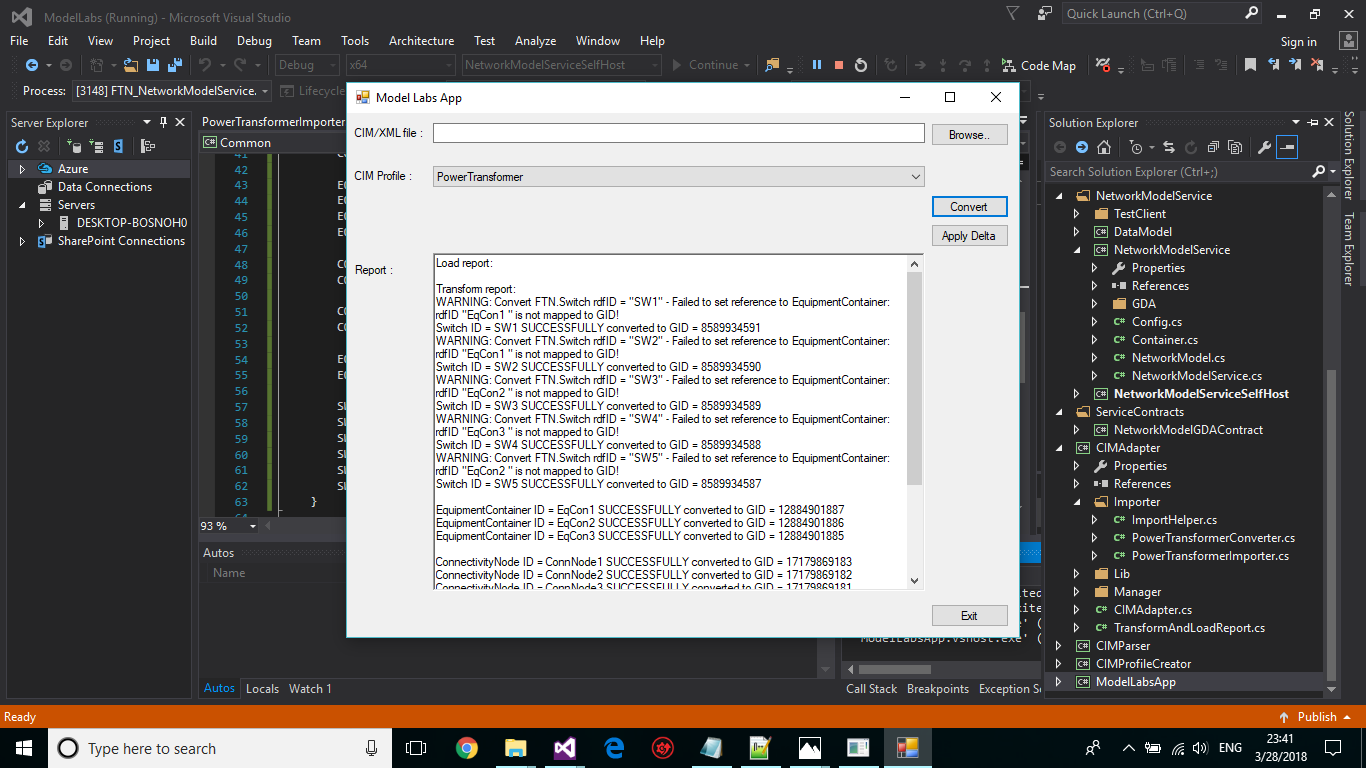 ModelLabs (Running) - Microsoft Visual Studio
Quick Launch (Ctrl+Q)
File Edit View Project Build Debug Team Tools Architecture Test Analyze Window Help
Sign in
Debug x64 NetworkModelServiceSelfHost Continue Code Map
Process: [3148] FTN_NetworkModelService. Lifecycle
Server Explorer
Azure
Data Connections
Servers
DESKTOP-BOSNOH0
SharePoint Connections
PowerTransformerImporter
Common
41
42
43
44
45
46
47
48
49
50
51
52
53
54
55
56
57
58
59
60
61
62
63 }
93 %
Autos
Name
Autos Locals Watch 1
Model Labs App
CIM/XML file :
Browse..
CIM Profile : PowerTransformer
Convert
Apply Delta
Report :
Load report:
Transform report:
WARNING: Convert FTN.Switch rdfID = "SW1" - Failed to set reference to EquipmentContainer:
rdfID "EqCon1 " is not mapped to GID!
Switch ID = SW1 SUCCESSFULLY converted to GID = 8589934591
WARNING: Convert FTN.Switch rdfID = "SW2" - Failed to set reference to EquipmentContainer:
rdfID "EqCon1 " is not mapped to GID!
Switch ID = SW2 SUCCESSFULLY converted to GID = 8589934590
WARNING: Convert FTN.Switch rdfID = "SW3" - Failed to set reference to EquipmentContainer:
rdfID "EqCon2 " is not mapped to GID!
Switch ID = SW3 SUCCESSFULLY converted to GID = 8589934589
WARNING: Convert FTN.Switch rdfID = "SW4" - Failed to set reference to EquipmentContainer:
rdfID "EqCon3 " is not mapped to GID!
Switch ID = SW4 SUCCESSFULLY converted to GID = 8589934588
WARNING: Convert FTN.Switch rdfID = "SW5" - Failed to set reference to EquipmentContainer:
rdfID "EqCon2 " is not mapped to GID!
Switch ID = SW5 SUCCESSFULLY converted to GID = 8589934587
EquipmentContainer ID = EqCon1 SUCCESSFULLY converted to GID = 12884901887
EquipmentContainer ID = EqCon2 SUCCESSFULLY converted to GID = 12884901886
EquipmentContainer ID = EqCon3 SUCCESSFULLY converted to GID = 12884901885
ConnectivityNode ID = ConnNode1 SUCCESSFULLY converted to GID = 17179869183
ConnectivityNode ID = ConnNode2 SUCCESSFULLY converted to GID = 17179869182
ConnectivityNode ID = ConnNode3 SUCCESSFULLY converted to GID = 17179869181
Exit
ModelLabsApp.vshost.exe' (
Call Stack Breakpoints Exception Se
Solution Explorer
Search Solution Explorer (Ctrl+;)
NetworkModelService
TestClient
DataModel
NetworkModelService
Properties
References
GDA
Config.cs
Container.cs
NetworkModel.cs
NetworkModelService.cs
NetworkModelServiceSelfHost
ServiceContracts
NetworkModelGDAContract
CIMAdapter
Properties
References
Importer
ImportHelper.cs
PowerTransformerConverter.cs
PowerTransformerImporter.cs
Lib
Manager
CIMAdapter.cs
TransformAndLoadReport.cs
CIMParser
CIMProfileCreator
ModelLabsApp
Solution Explorer
Team Explorer
Ready
Publish
Type here to search
ENG
23:41
3/28/2018